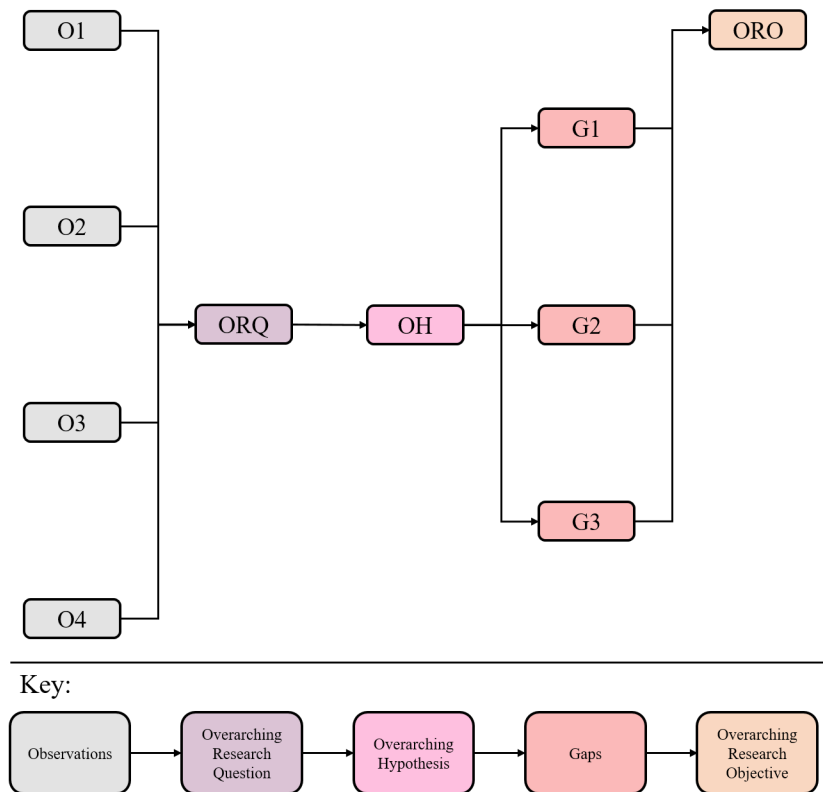 O1
ORO
G1
O2
ORQ
OH
G2
O3
G3
O4
Key:
Observations
Overarching
Research
Question
Overarching
Hypothesis
Gaps
Overarching
Research
Objective